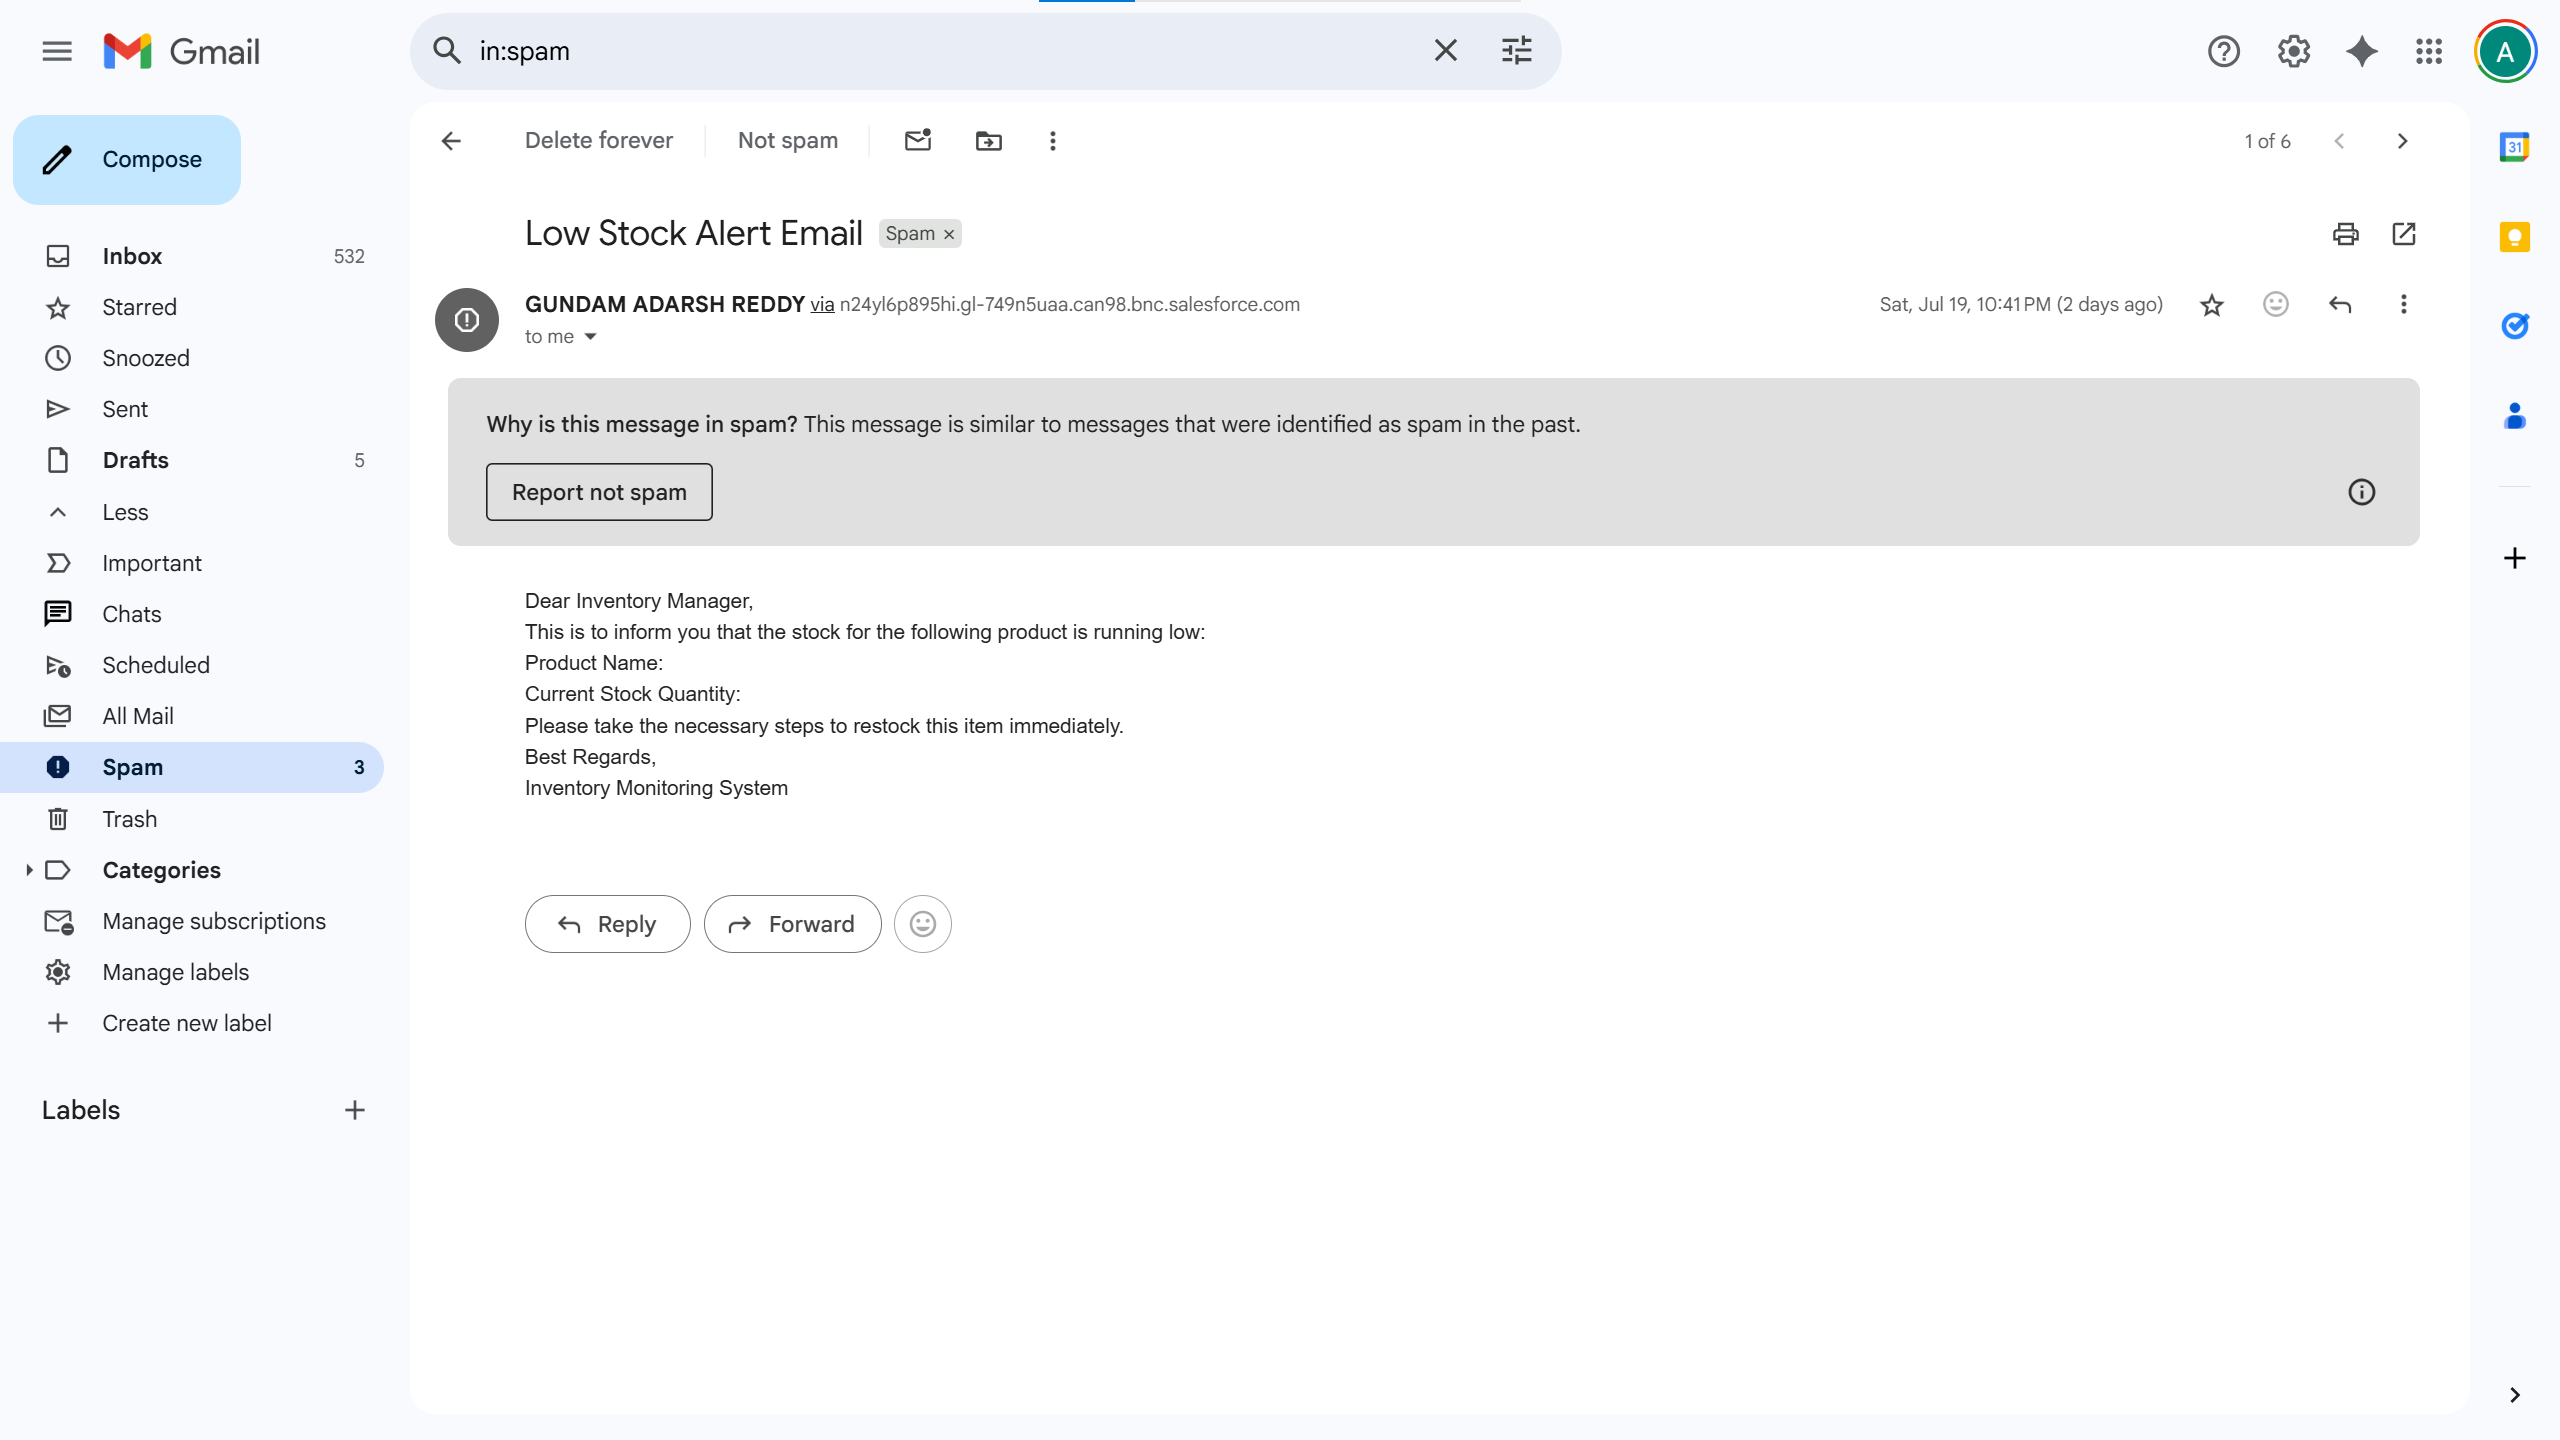 Gmail
in:spam
A
Compose
Inbox 532
Starred
Snoozed
Sent
Drafts 5
Less
Important
Chats
Scheduled
All Mail
Spam 3
Trash
Categories
Manage subscriptions
Manage labels
Create new label
Labels
Delete forever Not spam 1 of 6
Low Stock Alert Email Spam ×
GUNDAM ADARSH REDDY via n24yl6p895hi.gl-749n5uaa.can98.bnc.salesforce.com Sat, Jul 19, 10:41 PM (2 days ago)
to me
Why is this message in spam? This message is similar to messages that were identified as spam in the past.
Report not spam
Dear Inventory Manager,
This is to inform you that the stock for the following product is running low:
Product Name:
Current Stock Quantity:
Please take the necessary steps to restock this item immediately.
Best Regards,
Inventory Monitoring System
Reply Forward
31